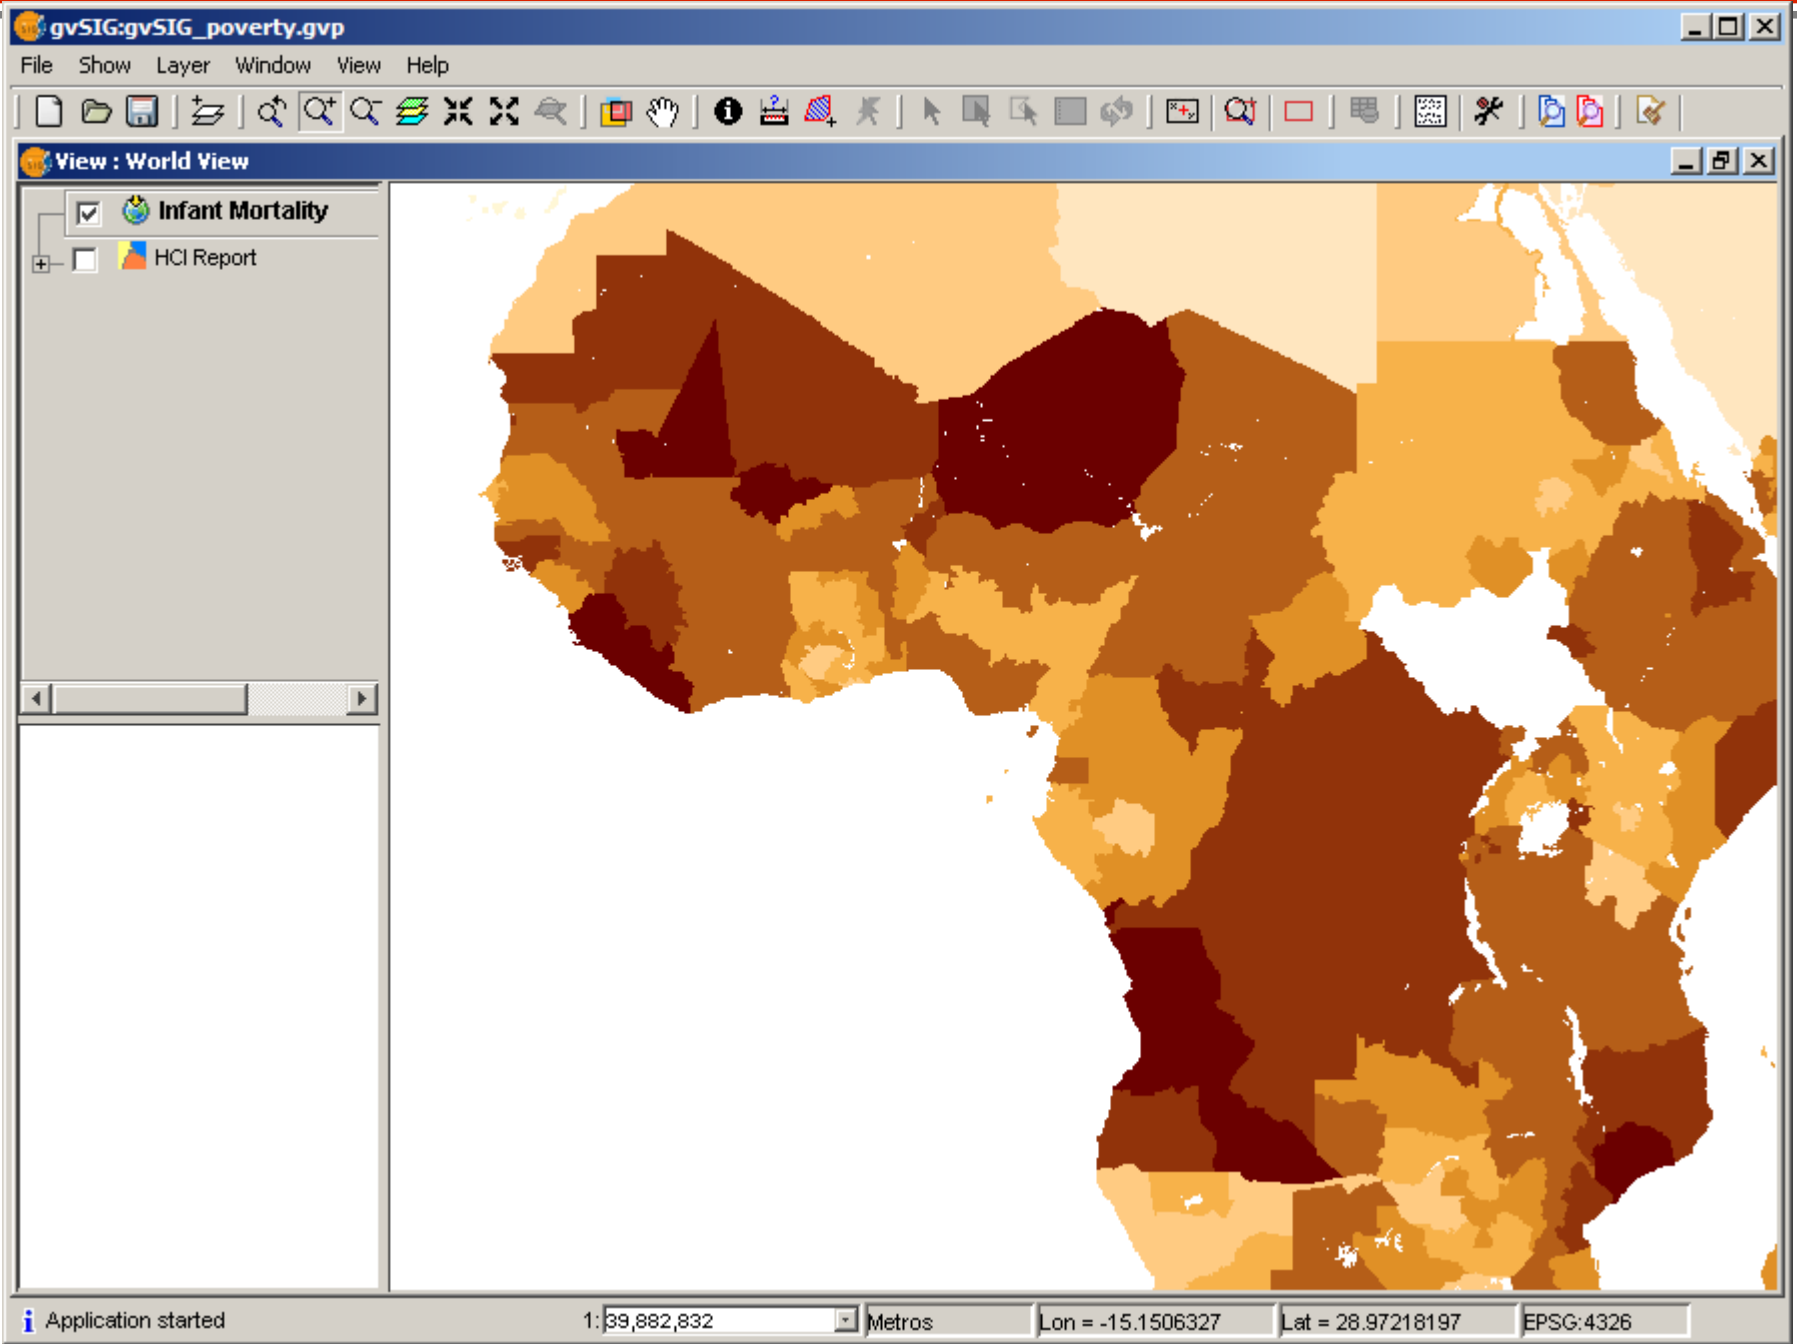 gvSIG:gvSIG_poverty.gvp
File Show Layer Window View Help
View : World View
Infant Mortality
HCI Report
Application started
1: 39,882,832
Metros
Lon = -15.1506327
Lat = 28.97218197
EPSG:4326